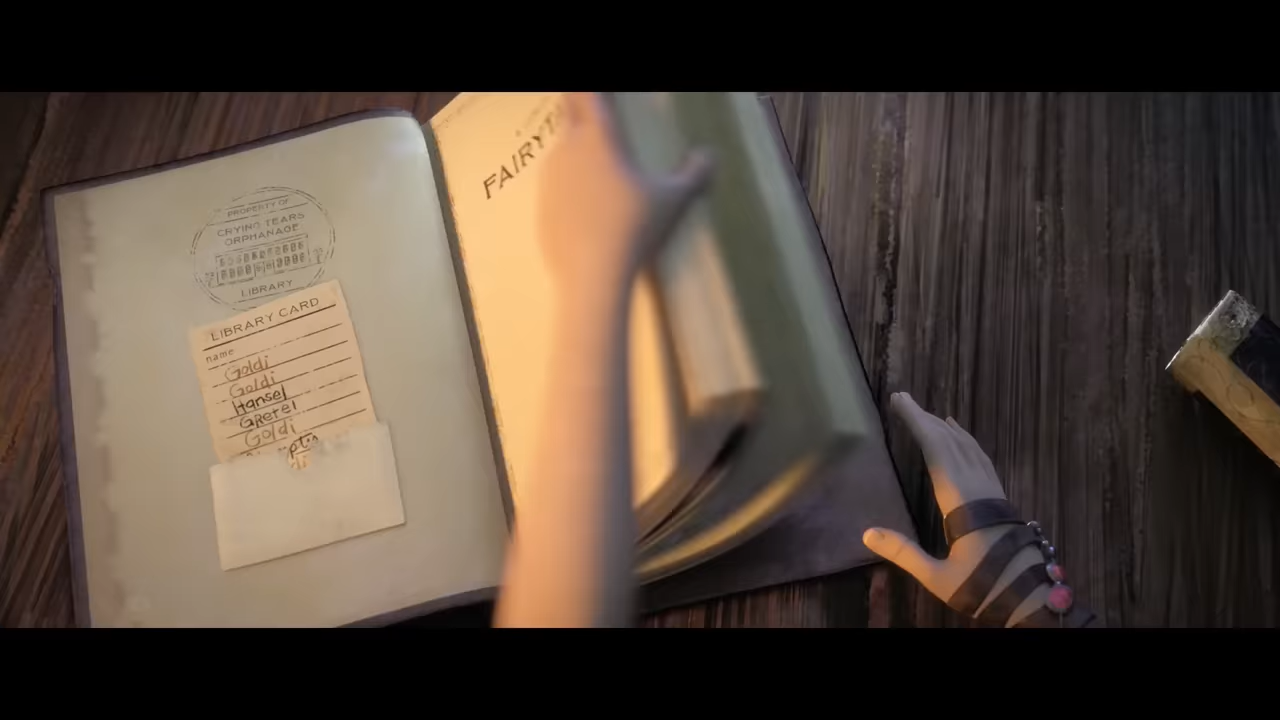 PROPERTY OF
CRYING TEARS
ORPHANAGE
LIBRARY
LIBRARY CARD
name
Goldi
Goldi
Hansel
GRetel
Goldi
FAIRYT